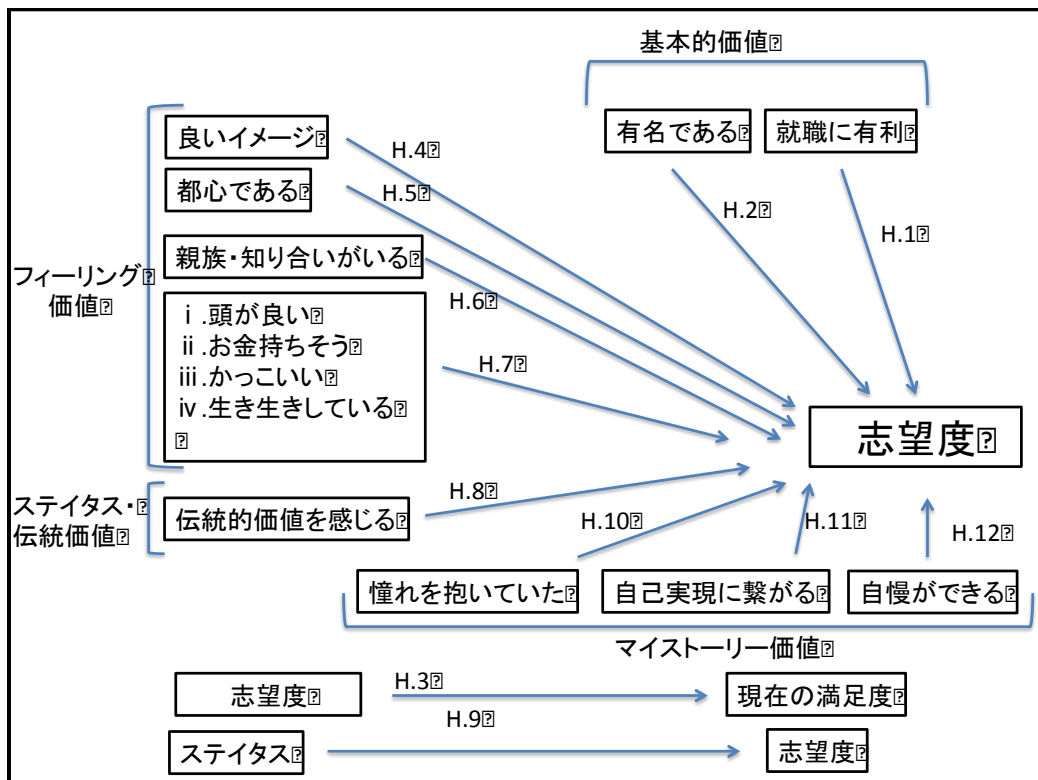 基本的価値
有名である
就職に有利
良いイメージ
都心である
親族・知り合いがいる
フィーリング
価値
ⅰ.頭が良い
ⅱ.お金持ちそう
ⅲ.かっこいい
ⅳ.生き生きしている
H.4
H.5
H.6
H.7
H.2
H.1
志望度
ステイタス・
伝統価値
伝統的価値を感じる
H.8
H.10
H.11
H.12
憧れを抱いていた
自己実現に繋がる
自慢ができる
マイストーリー価値
志望度
H.3
現在の満足度
ステイタス
H.9
志望度